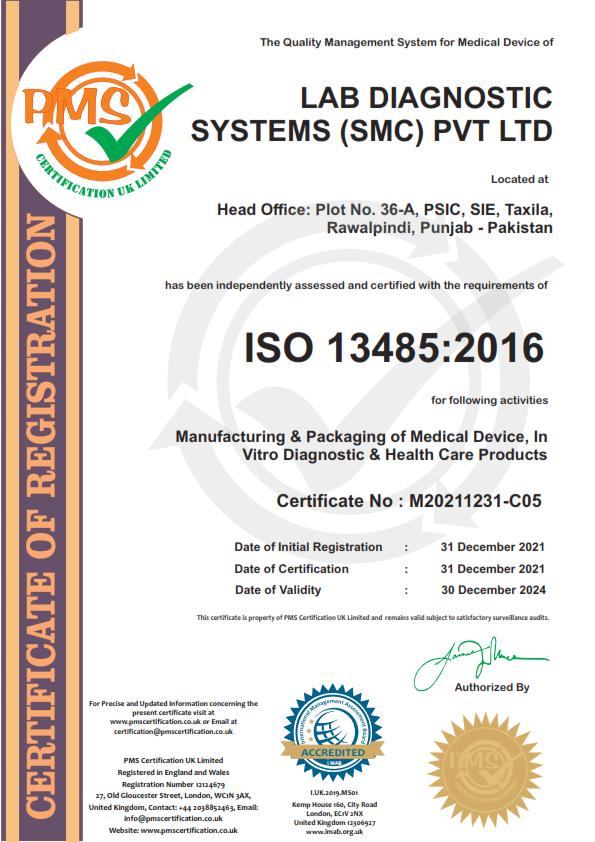 The Quality Management System for Medical Device of
LAB DIAGNOSTIC
SYSTEMS (SMC) PVT LTD
PMS
CERTIFICATION UK LIMITED
Located at
Head Office: Plot No. 36-A, PSIC, SIE, Taxila,
Rawalpindi, Punjab - Pakistan
has been independently assessed and certified with the requirements of
ISO 13485:2016
for following activities
Manufacturing & Packaging of Medical Device, In
Vitro Diagnostic & Health Care Products
Certificate No : M20211231-C05
Date of Initial Registration : 31 December 2021
Date of Certification : 31 December 2021
Date of Validity : 30 December 2024
This certificate is property of PMS Certification UK Limited and remains valid subject to satisfactory surveillance audits.
CERTIFICATE OF REGISTRATION
Authorized By
For Precise and Updated Information concerning the
present certificate visit at
www.pmscertification.co.uk or Email at
certification@pmscertification.co.uk
PMS Certification UK Limited
Registered in England and Wales
Registration Number 12124679
27, Old Gloucester Street, London, WC1N 3AX,
United Kingdom, Contact: +44 2038852463, Email:
info@pmscertification.co.uk
Website: www.pmscertification.co.uk
International Management Assessment Board
ACCREDITED
IMAB
I.UK.2019.MS01
Kemp House 160, City Road
London, EC1V 2NX
United Kingdom 12306927
www.imab.org.uk
PMS